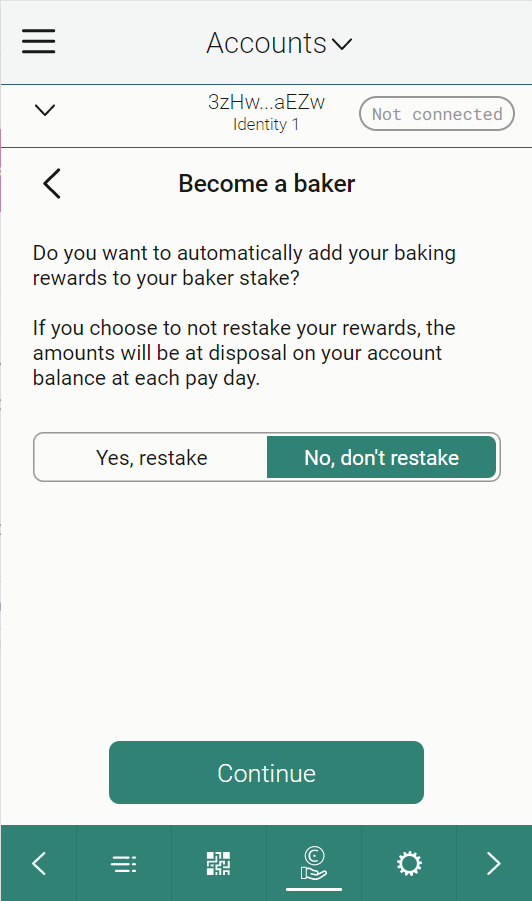 Accounts
3zHw...aEZw
Identity 1
Not connected
Become a baker
Do you want to automatically add your baking
rewards to your baker stake?
If you choose to not restake your rewards, the
amounts will be at disposal on your account
balance at each pay day.
Yes, restake
No, don't restake
Continue